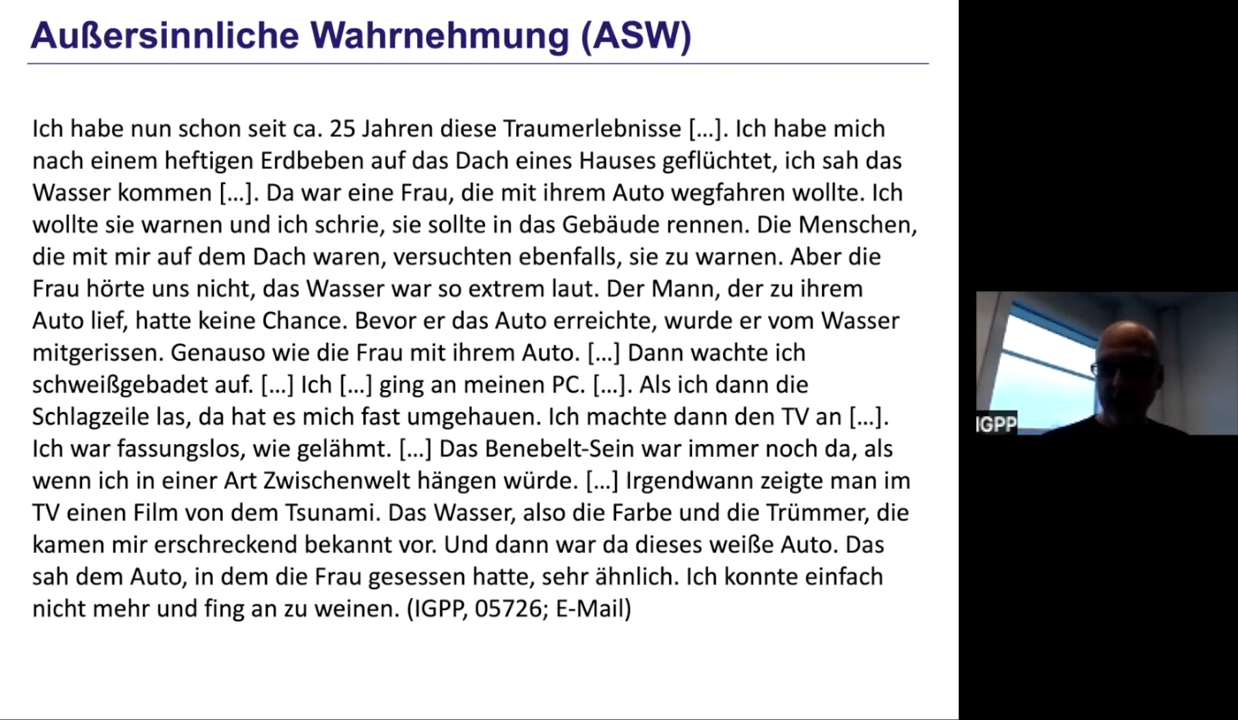 Außersinnliche Wahrnehmung (ASW)
Ich habe nun schon seit ca. 25 Jahren diese Traumerlebnisse [...]. Ich habe mich
nach einem heftigen Erdbeben auf das Dach eines Hauses geflüchtet, ich sah das
Wasser kommen [...]. Da war eine Frau, die mit ihrem Auto wegfahren wollte. Ich
wollte sie warnen und ich schrie, sie sollte in das Gebäude rennen. Die Menschen,
die mit mir auf dem Dach waren, versuchten ebenfalls, sie zu warnen. Aber die
Frau hörte uns nicht, das Wasser war so extrem laut. Der Mann, der zu ihrem
Auto lief, hatte keine Chance. Bevor er das Auto erreichte, wurde er vom Wasser
mitgerissen. Genauso wie die Frau mit ihrem Auto. [...] Dann wachte ich
schweißgebadet auf. [...] Ich [...] ging an meinen PC. [...]. Als ich dann die
Schlagzeile las, da hat es mich fast umgehauen. Ich machte dann den TV an [...].
Ich war fassungslos, wie gelähmt. [...] Das Benebelt-Sein war immer noch da, als
wenn ich in einer Art Zwischenwelt hängen würde. [...] Irgendwann zeigte man im
TV einen Film von dem Tsunami. Das Wasser, also die Farbe und die Trümmer, die
kamen mir erschreckend bekannt vor. Und dann war da dieses weiße Auto. Das
sah dem Auto, in dem die Frau gesessen hatte, sehr ähnlich. Ich konnte einfach
nicht mehr und fing an zu weinen. (IGPP, 05726; E-Mail)
IGPP